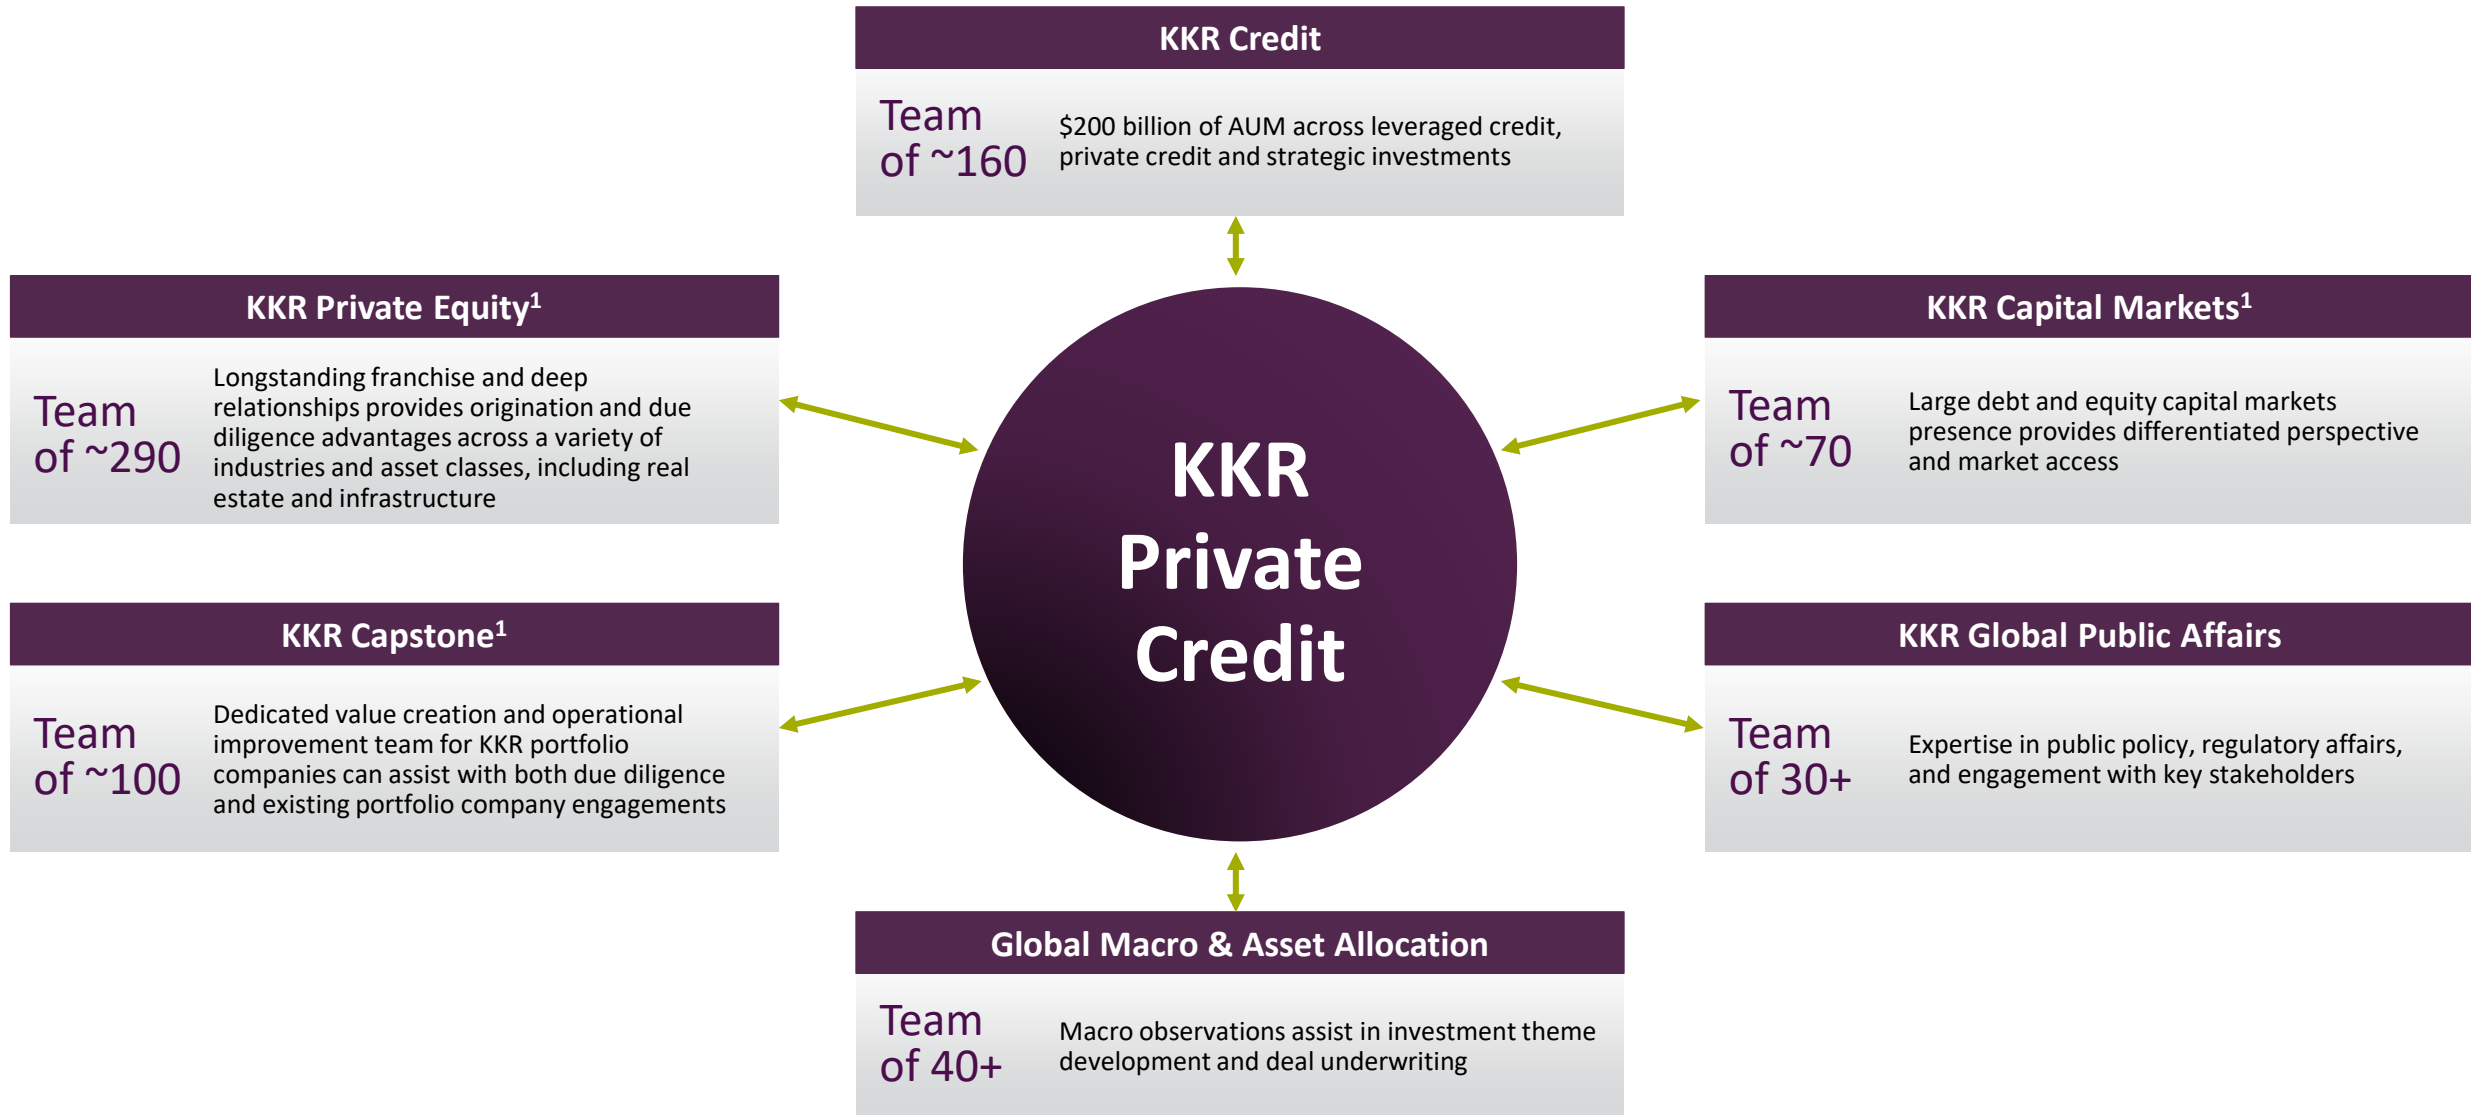 KKR Credit
Team
of ~160
$200 billion of AUM across leveraged credit,
private credit and strategic investments
KKR Private Equity¹
Team
of ~290
Longstanding franchise and deep
relationships provides origination and due
diligence advantages across a variety of
industries and asset classes, including real
estate and infrastructure
KKR Capital Markets¹
Team
of ~70
Large debt and equity capital markets
presence provides differentiated perspective
and market access
KKR
Private
Credit
KKR Capstone¹
Team
of ~100
Dedicated value creation and operational
improvement team for KKR portfolio
companies can assist with both due diligence
and existing portfolio company engagements
KKR Global Public Affairs
Team
of 30+
Expertise in public policy, regulatory affairs,
and engagement with key stakeholders
Global Macro & Asset Allocation
Team
of 40+
Macro observations assist in investment theme
development and deal underwriting